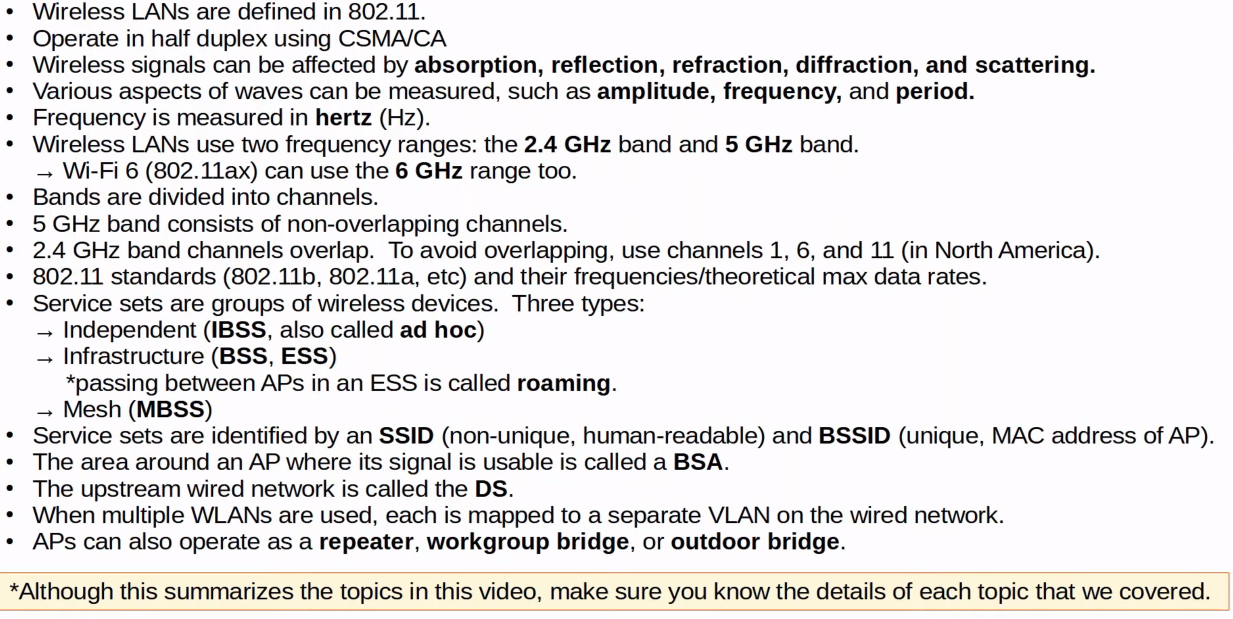 • Wireless LANs are defined in 802.11.
• Operate in half duplex using CSMA/CA
• Wireless signals can be affected by absorption, reflection, refraction, diffraction, and scattering.
• Various aspects of waves can be measured, such as amplitude, frequency, and period.
• Frequency is measured in hertz (Hz).
• Wireless LANs use two frequency ranges: the 2.4 GHz band and 5 GHz band.
→ Wi-Fi 6 (802.11ax) can use the 6 GHz range too.
• Bands are divided into channels.
• 5 GHz band consists of non-overlapping channels.
• 2.4 GHz band channels overlap. To avoid overlapping, use channels 1, 6, and 11 (in North America).
• 802.11 standards (802.11b, 802.11a, etc) and their frequencies/theoretical max data rates.
• Service sets are groups of wireless devices. Three types:
→ Independent (IBSS, also called ad hoc)
→ Infrastructure (BSS, ESS)
*passing between APs in an ESS is called roaming.
→ Mesh (MBSS)
• Service sets are identified by an SSID (non-unique, human-readable) and BSSID (unique, MAC address of AP).
• The area around an AP where its signal is usable is called a BSA.
• The upstream wired network is called the DS.
• When multiple WLANs are used, each is mapped to a separate VLAN on the wired network.
• APs can also operate as a repeater, workgroup bridge, or outdoor bridge.
*Although this summarizes the topics in this video, make sure you know the details of each topic that we covered.